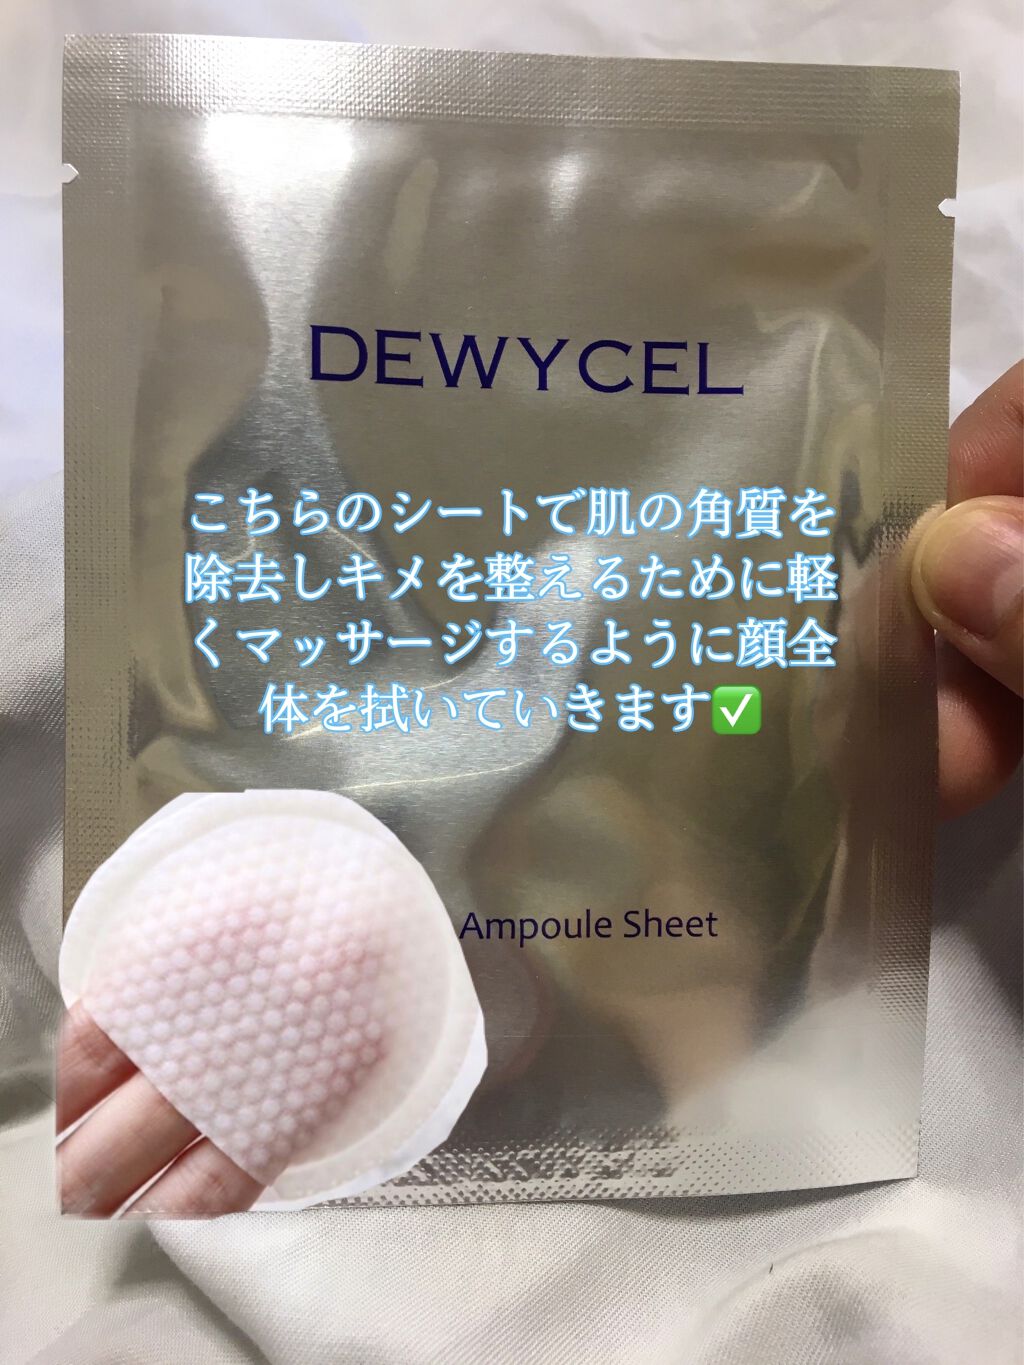 DEWYCEL
こちらのシートで肌の角質を
除去しキメを整えるために軽
くマッサージするように顔全
体を拭いていきます✅
Ampoule Sheet